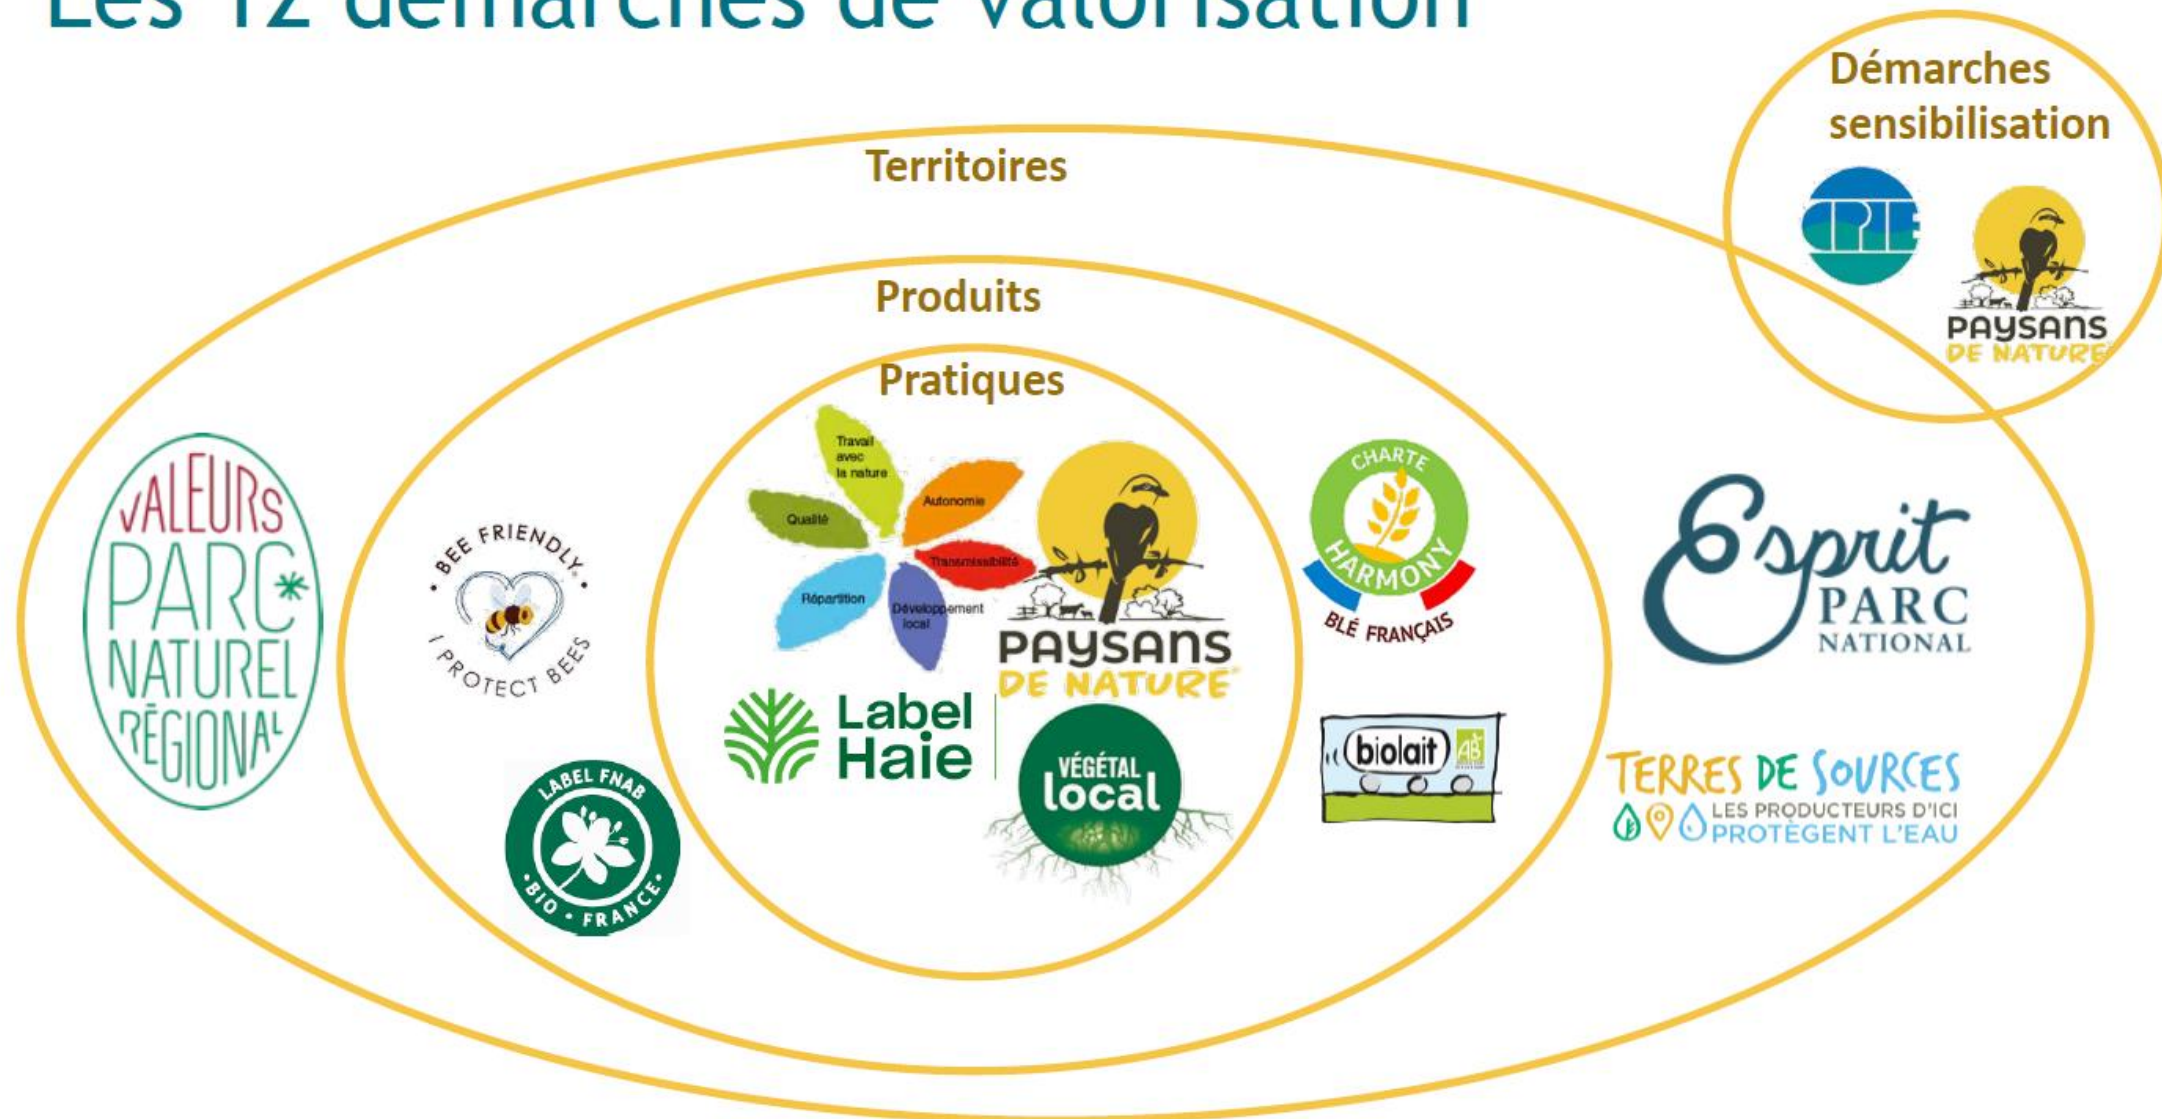 Les 12 démarches de valorisation
Démarches
sensibilisation
CPIE
PAYSANS
DE NATURE
Territoires
Produits
Pratiques
VALEURS
PARC
NATUREL
RÉGIONAL
• BEE FRIENDLY •
I PROTECT BEES
LABEL FNAB
• BIO • FRANCE •
Travail
avec
la nature
Autonomie
Qualité
Transmissibilité
Répartition
Développement
local
PAYSANS
DE NATURE
Label
Haie
VÉGÉTAL
local
CHARTE
HARMONY
BLÉ FRANÇAIS
biolait
AB
Esprit
PARC
NATIONAL
TERRES DE SOURCES
LES PRODUCTEURS D'ICI
PROTÈGENT L'EAU